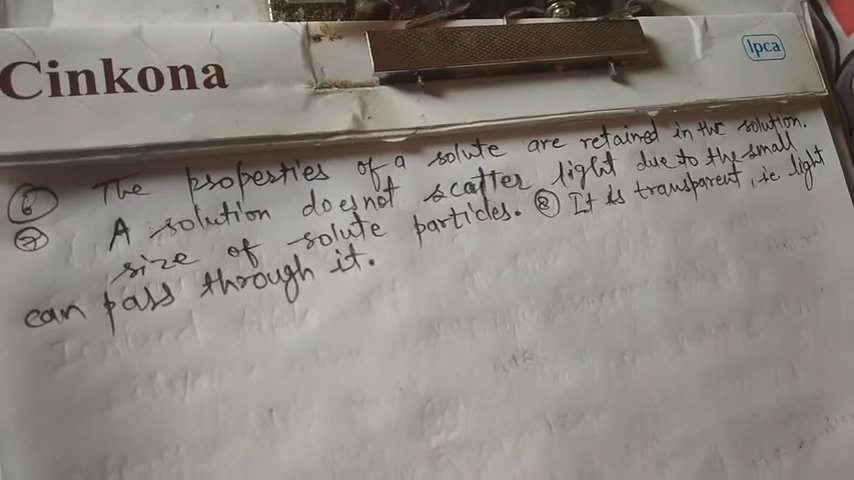 Cinkona
Ipca
⑥ The properties of a solute are retained in the solution.
⑦ A solution does not scatter light due to the small
size of solute particles. ⑧ It is transparent, ie light
can pass through it.